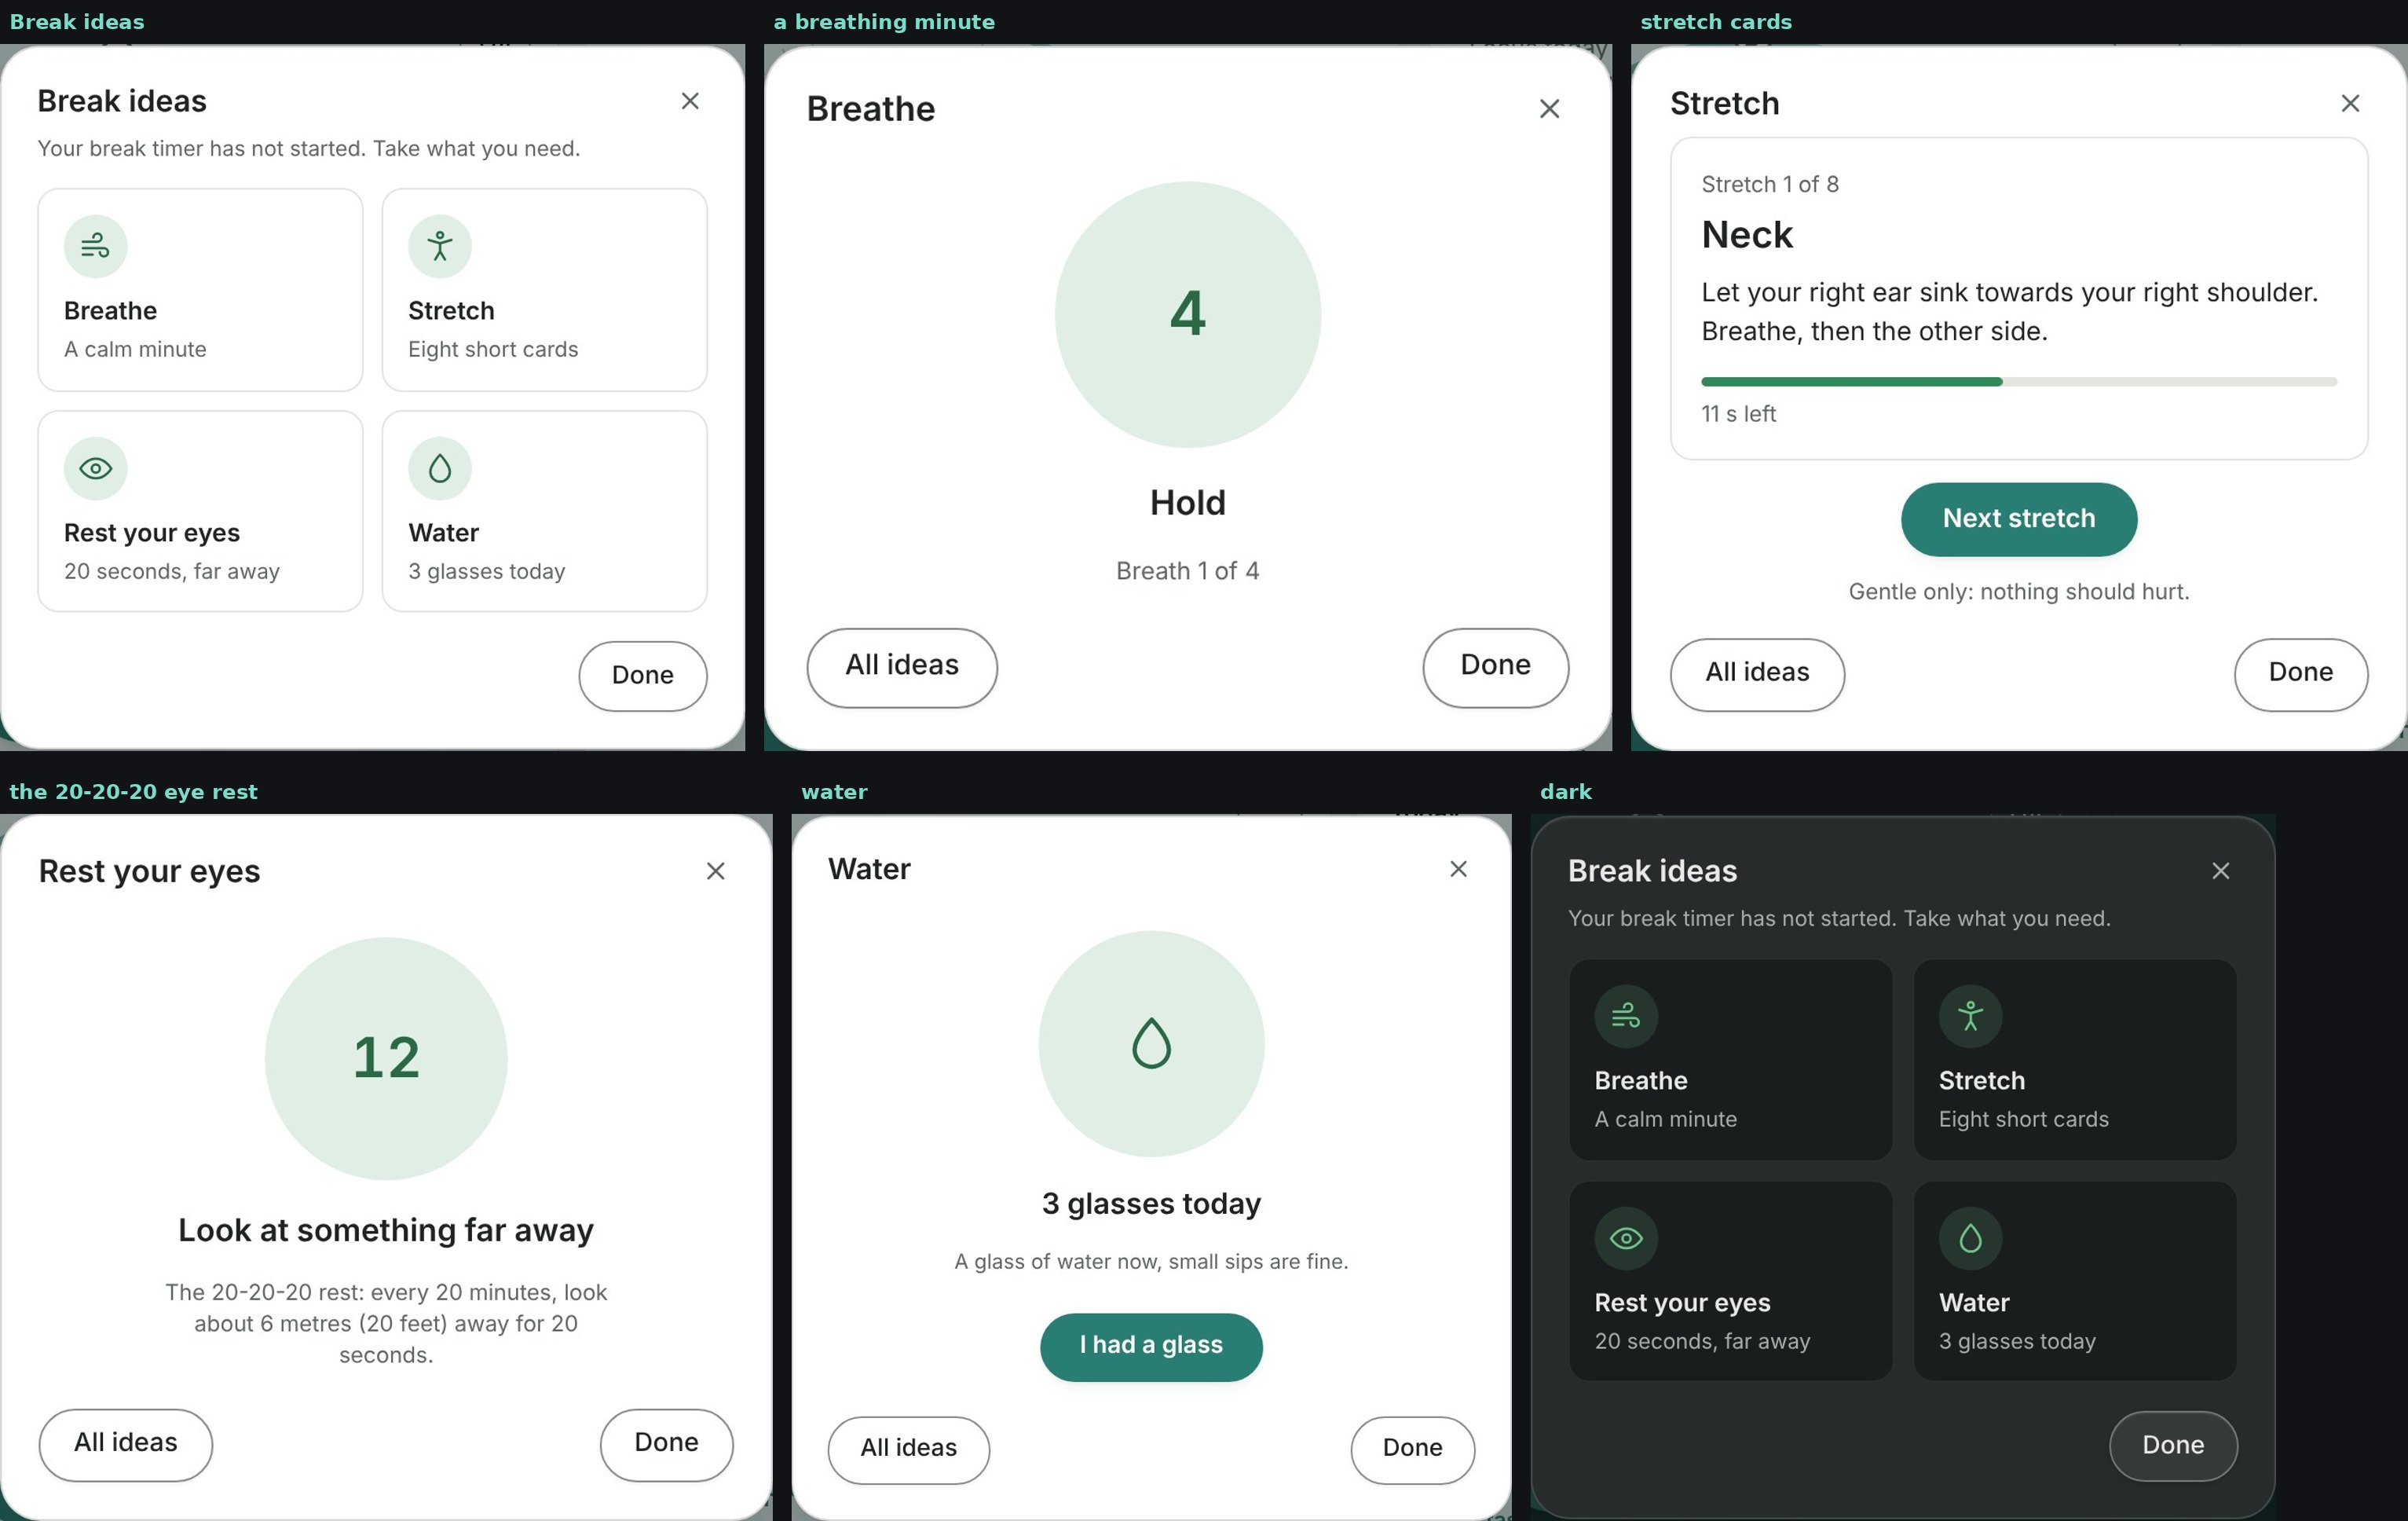 Break ideas
a breathing minute
stretch cards
Break ideas
Your break timer has not started. Take what you need.
Breathe
A calm minute
Stretch
Eight short cards
Rest your eyes
20 seconds, far away
Water
3 glasses today
Done
Breathe
4
Hold
Breath 1 of 4
All ideas
Done
Stretch
Stretch 1 of 8
Neck
Let your right ear sink towards your right shoulder.
Breathe, then the other side.
11 s left
Next stretch
Gentle only: nothing should hurt.
All ideas
Done
the 20-20-20 eye rest
water
dark
Rest your eyes
12
Look at something far away
The 20-20-20 rest: every 20 minutes, look
about 6 metres (20 feet) away for 20
seconds.
All ideas
Done
Water
3 glasses today
A glass of water now, small sips are fine.
I had a glass
All ideas
Done
Break ideas
Your break timer has not started. Take what you need.
Breathe
A calm minute
Stretch
Eight short cards
Rest your eyes
20 seconds, far away
Water
3 glasses today
Done